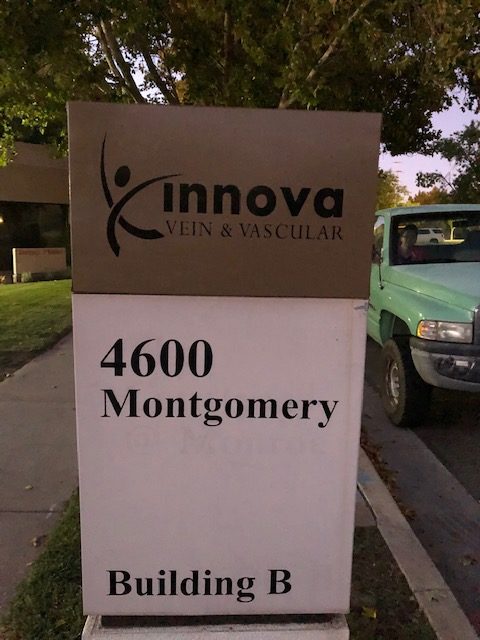 innova
VEIN & VASCULAR
4600
Montgomery
Building B